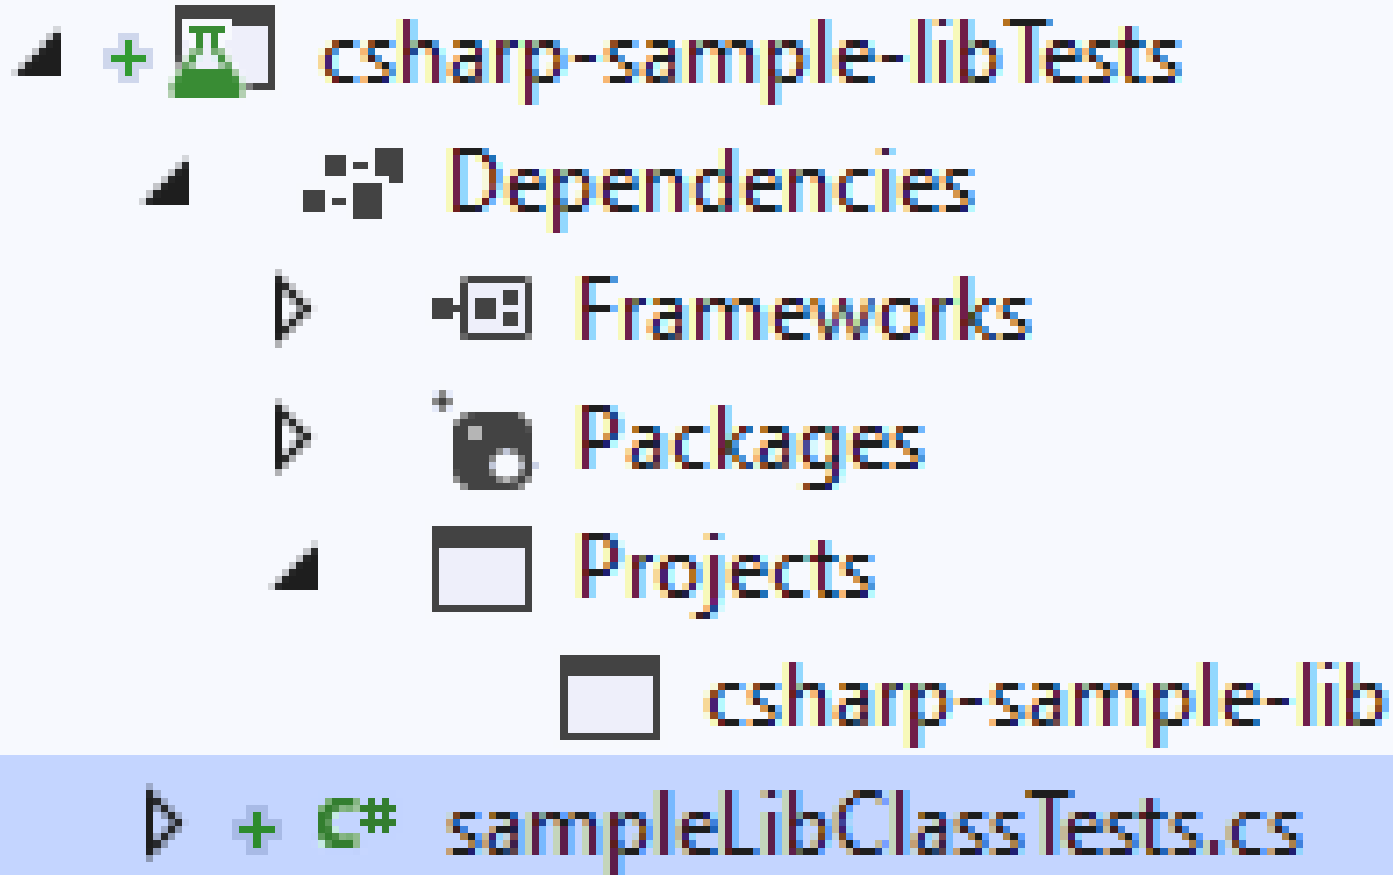 csharp-sample-libTests
Dependencies
Frameworks
Packages
Projects
csharp-sample-lib
C# sampleLibClassTests.cs